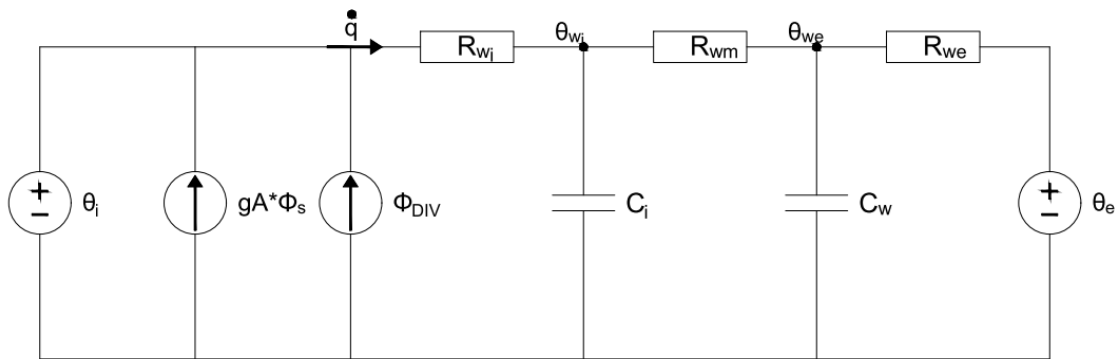 q̇
R_wi
θ_wi
R_wm
θ_we
R_we
+
−
θ_i
gA*Φ_s
Φ_DIV
C_i
C_w
+
−
θ_e